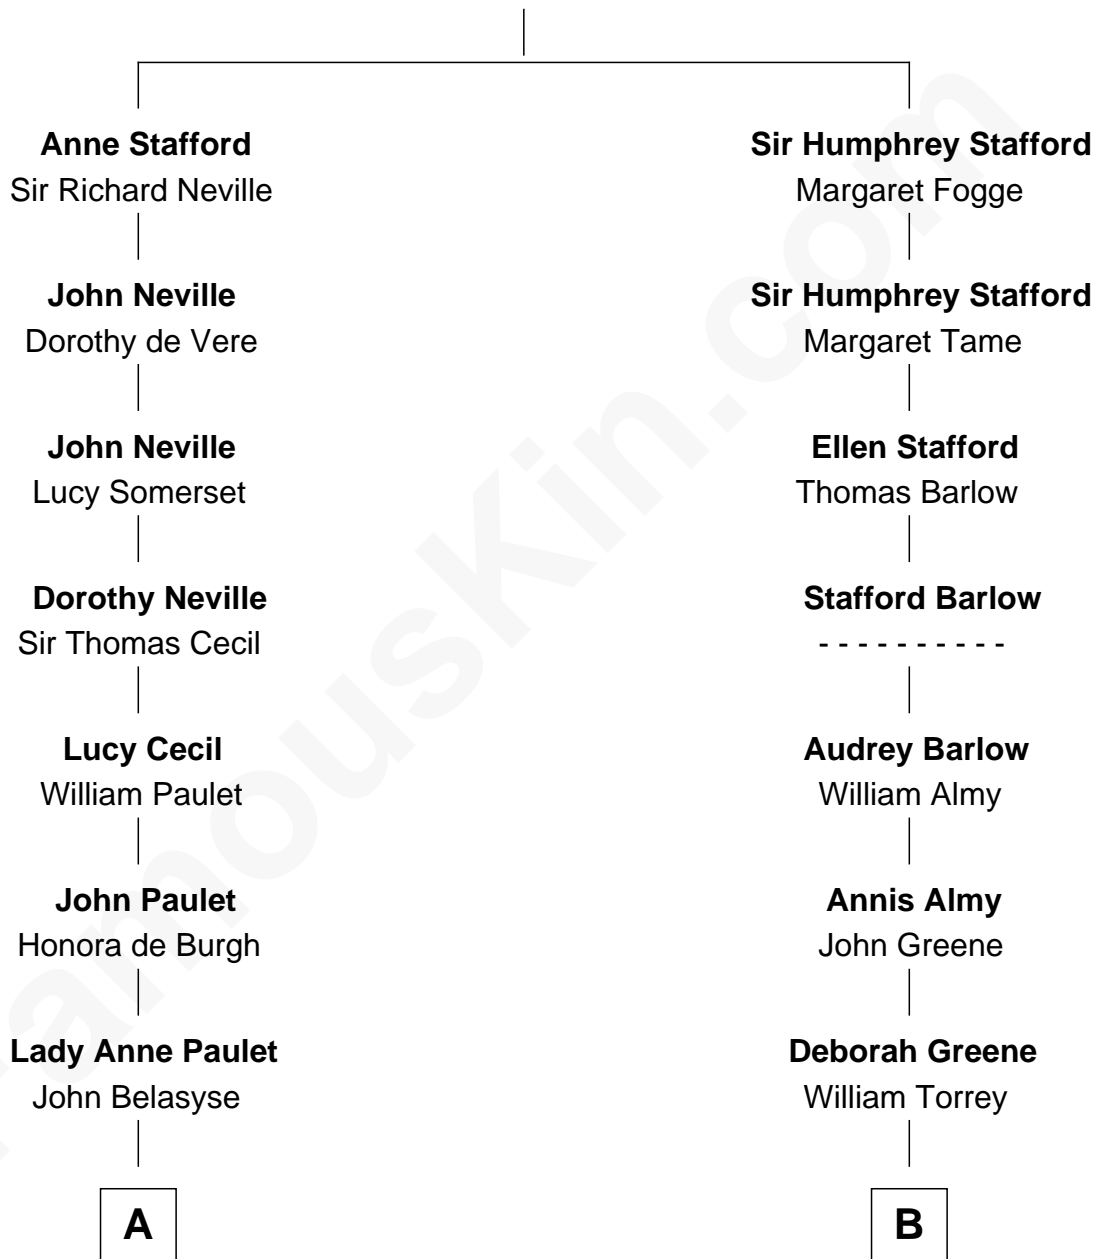 Anne Stafford
Sir Richard Neville
John Neville
Dorothy de Vere
John Neville
Lucy Somerset
Dorothy Neville
Sir Thomas Cecil
Lucy Cecil
William Paulet
John Paulet
Honora de Burgh
Lady Anne Paulet
John Belasyse
A
Sir Humphrey Stafford
Margaret Fogge
Sir Humphrey Stafford
Margaret Tame
Ellen Stafford
Thomas Barlow
Stafford Barlow
- - - - - - - - - -
Audrey Barlow
William Almy
Annis Almy
John Greene
Deborah Greene
William Torrey
B
FamousKin.com